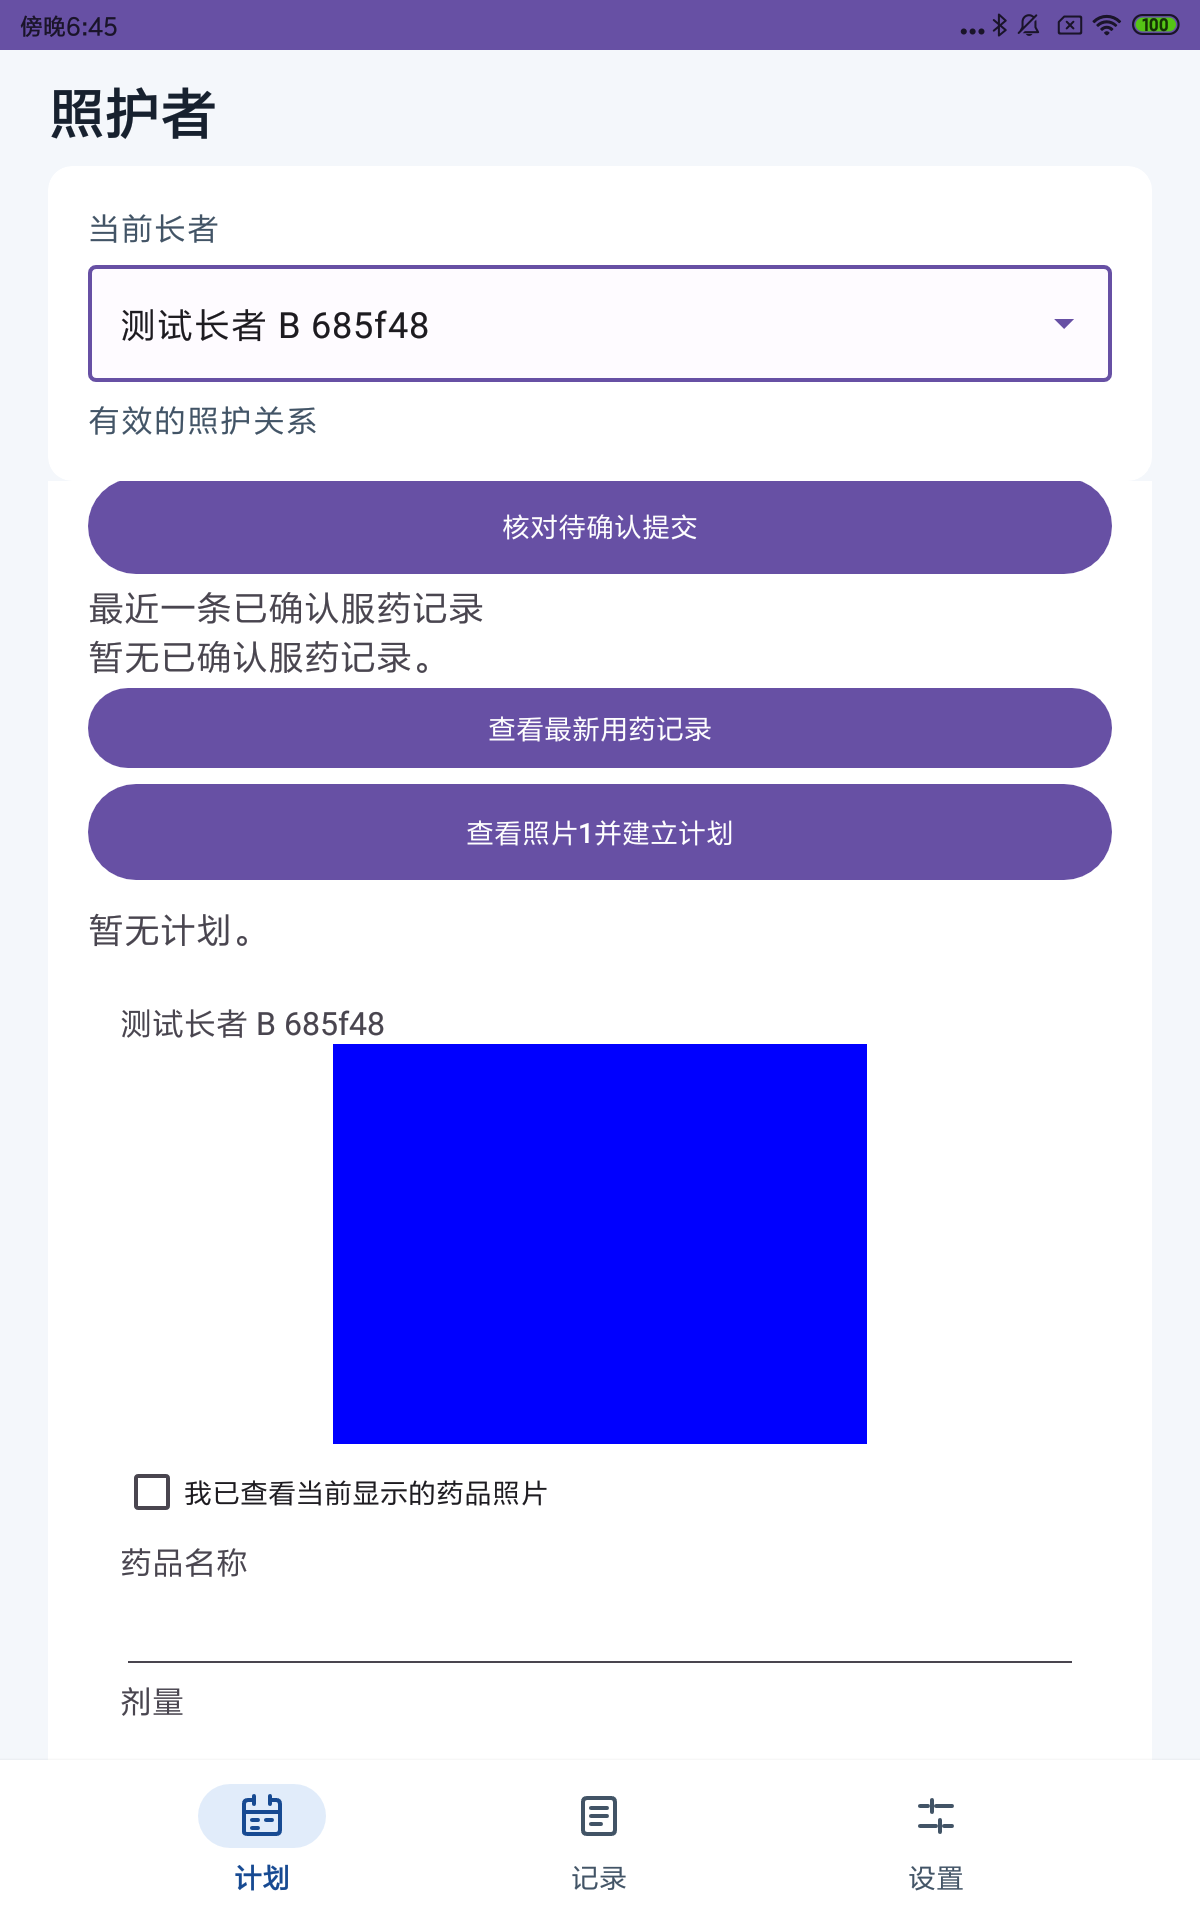 傍晚6:45
100
照护者
当前长者
测试长者 B 685f48
有效的照护关系
核对待确认提交
最近一条已确认服药记录
暂无已确认服药记录。
查看最新用药记录
查看照片1并建立计划
暂无计划。
测试长者 B 685f48
我已查看当前显示的药品照片
药品名称
剂量
计划
记录
设置